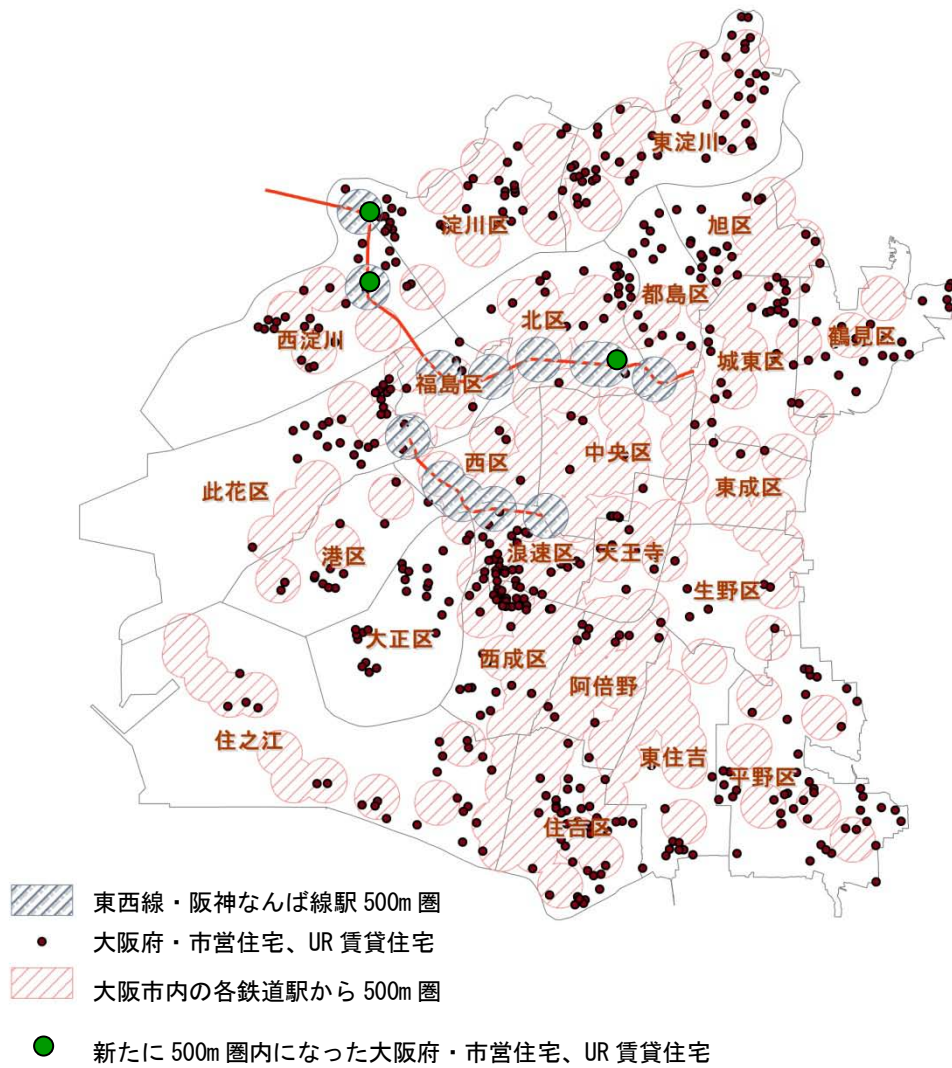 東淀川
旭区
淀川区
都島区
北区
鶴見区
西淀川
城東区
福島区
中央区
西区
東成区
此花区
港区
浪速区
天王寺
生野区
大正区
西成区
阿倍野
住之江
東住吉
平野区
住吉区
東西線・阪神なんば線駅 500m 圏
大阪府・市営住宅、UR 賃貸住宅
大阪市内の各鉄道駅から 500m 圏
新たに 500m 圏内になった大阪府・市営住宅、UR 賃貸住宅